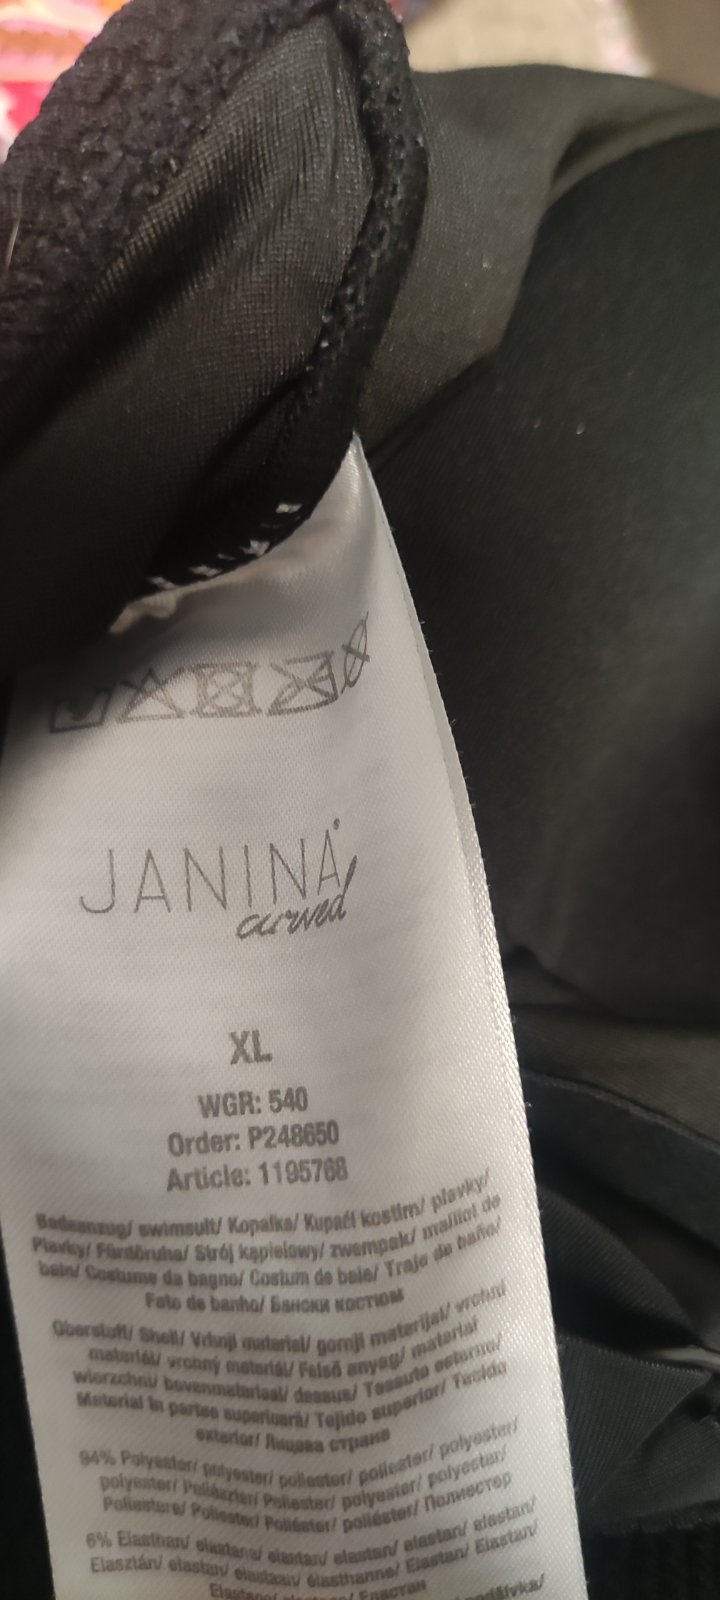 JANINA
curved
XL
WGR: 540
Order: P248650
Article: 1195768
Badeanzug/ swimsuit/ Kopalka/ Kupaći kostim/ plavky/
Plavky/ Fürdőruha/ Strój kąpielowy/ zwempak/ maillot de
bain/ Costume da bagno/ Costum de baie/ Traje de baño/
Fato de banho/ Бански костюм
Oberstoff/ Shell/ Vrhnji material/ gornji materijal/ vrchní
materiál/ vrchný materiál/ Felső anyag/ materiał
wierzchni/ bovenmateriaal/ dessus/ Tessuto esterno/
Material în partea superioară/ Tejido superior/ Tecido
exterior/ Лицева страна
94% Polyester/ polyester/ poliester/ poliester/ polyester/
polyester/ Poliészter/ Poliester/ polyester/ polyester/
Poliestere/ Poliester/ Poliéster/ poliéster/ Полиестер
6% Elasthan/ elastane/ elastan/ elastan/ elastan/ elastan/
Elasztán/ elastan/ elastaan/ élasthanne/ Elastan/ Elastan/
Еластан